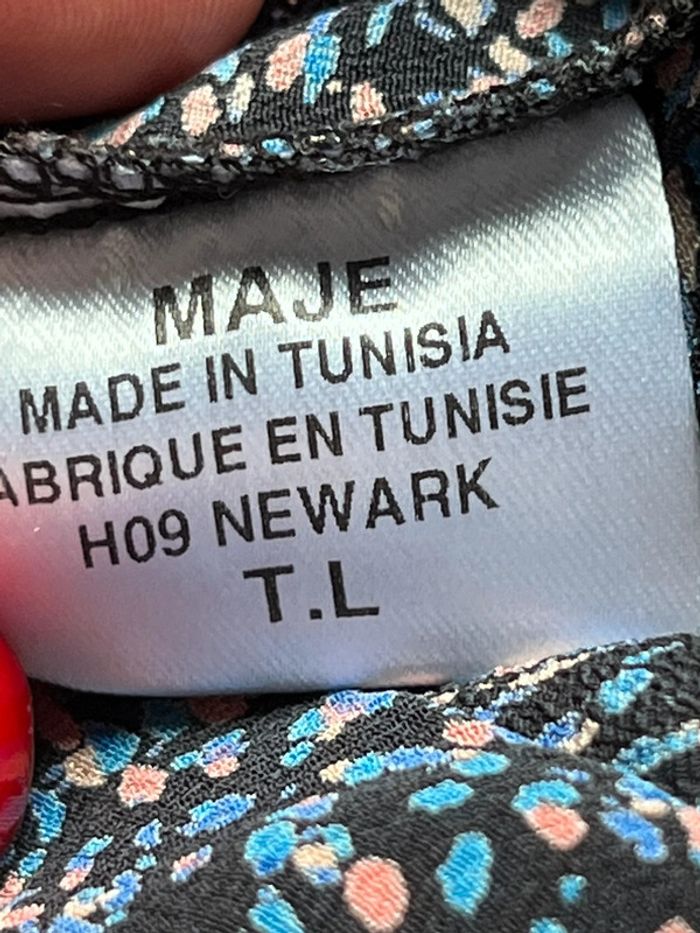 MAJE
MADE IN TUNISIA
ABRIQUE EN TUNISIE
H09 NEWARK
T.L